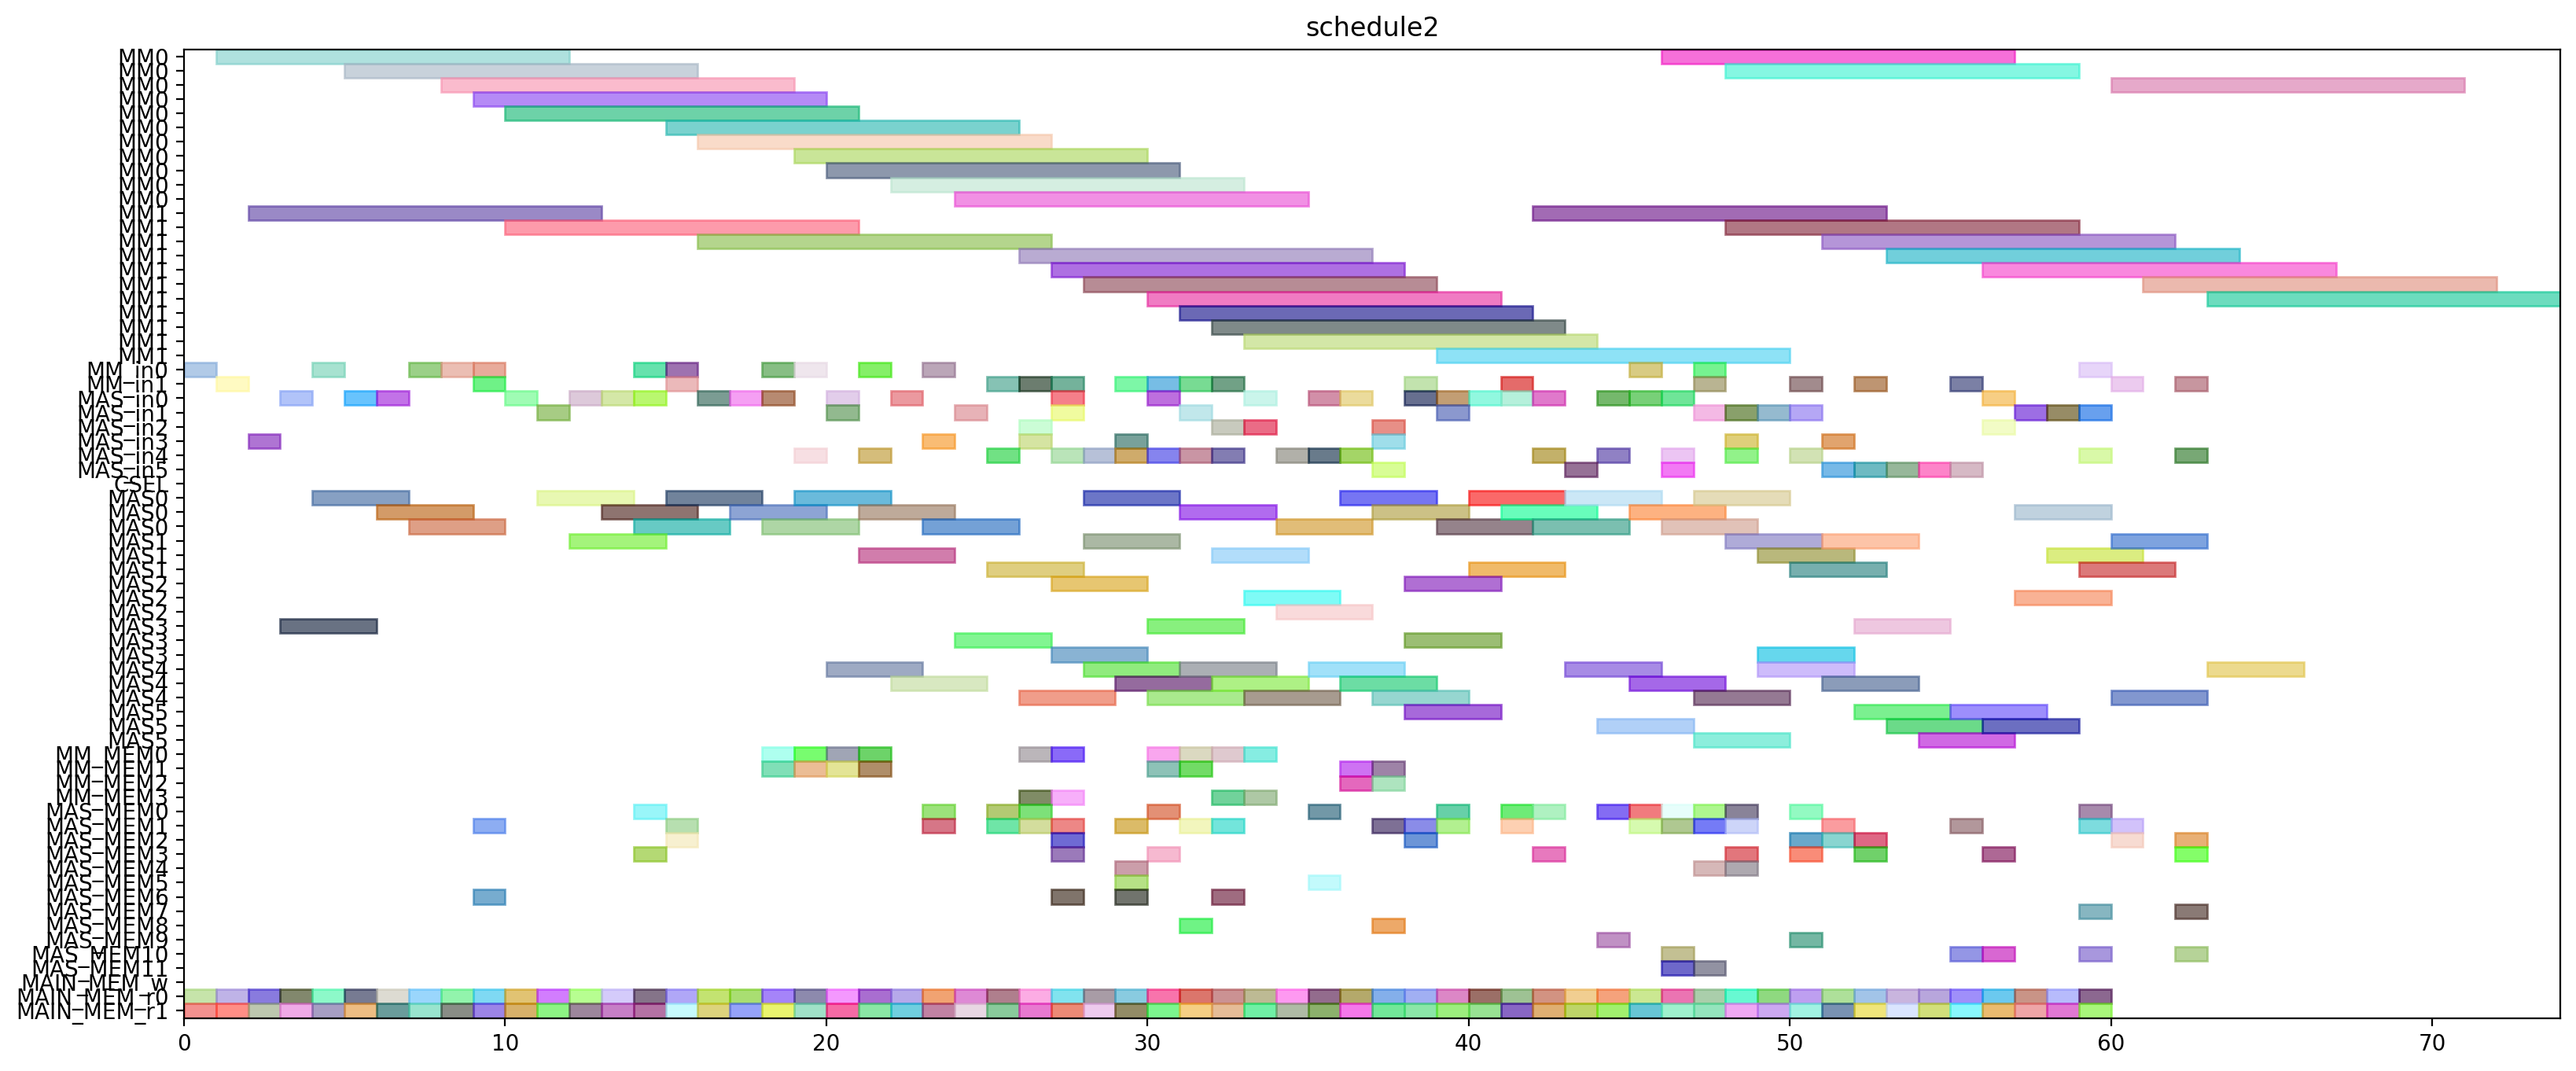 schedule2
MM0
MM0
MM0
MM0
MM0
MM0
MM0
MM0
MM0
MM0
MM0
MM1
MM1
MM1
MM1
MM1
MM1
MM1
MM1
MM1
MM1
MM1
MM_in0
MM_in1
MAS_in0
MAS_in1
MAS_in2
MAS_in3
MAS_in4
MAS_in5
CSEL
MAS0
MAS0
MAS0
MAS1
MAS1
MAS1
MAS2
MAS2
MAS2
MAS3
MAS3
MAS3
MAS4
MAS4
MAS4
MAS5
MAS5
MAS5
MM_MEM0
MM_MEM1
MM_MEM2
MM_MEM3
MAS_MEM0
MAS_MEM1
MAS_MEM2
MAS_MEM3
MAS_MEM4
MAS_MEM5
MAS_MEM6
MAS_MEM7
MAS_MEM8
MAS_MEM9
MAS_MEM10
MAS_MEM11
MAIN_MEM_w
MAIN_MEM_r0
MAIN_MEM_r1
0 10 20 30 40 50 60 70